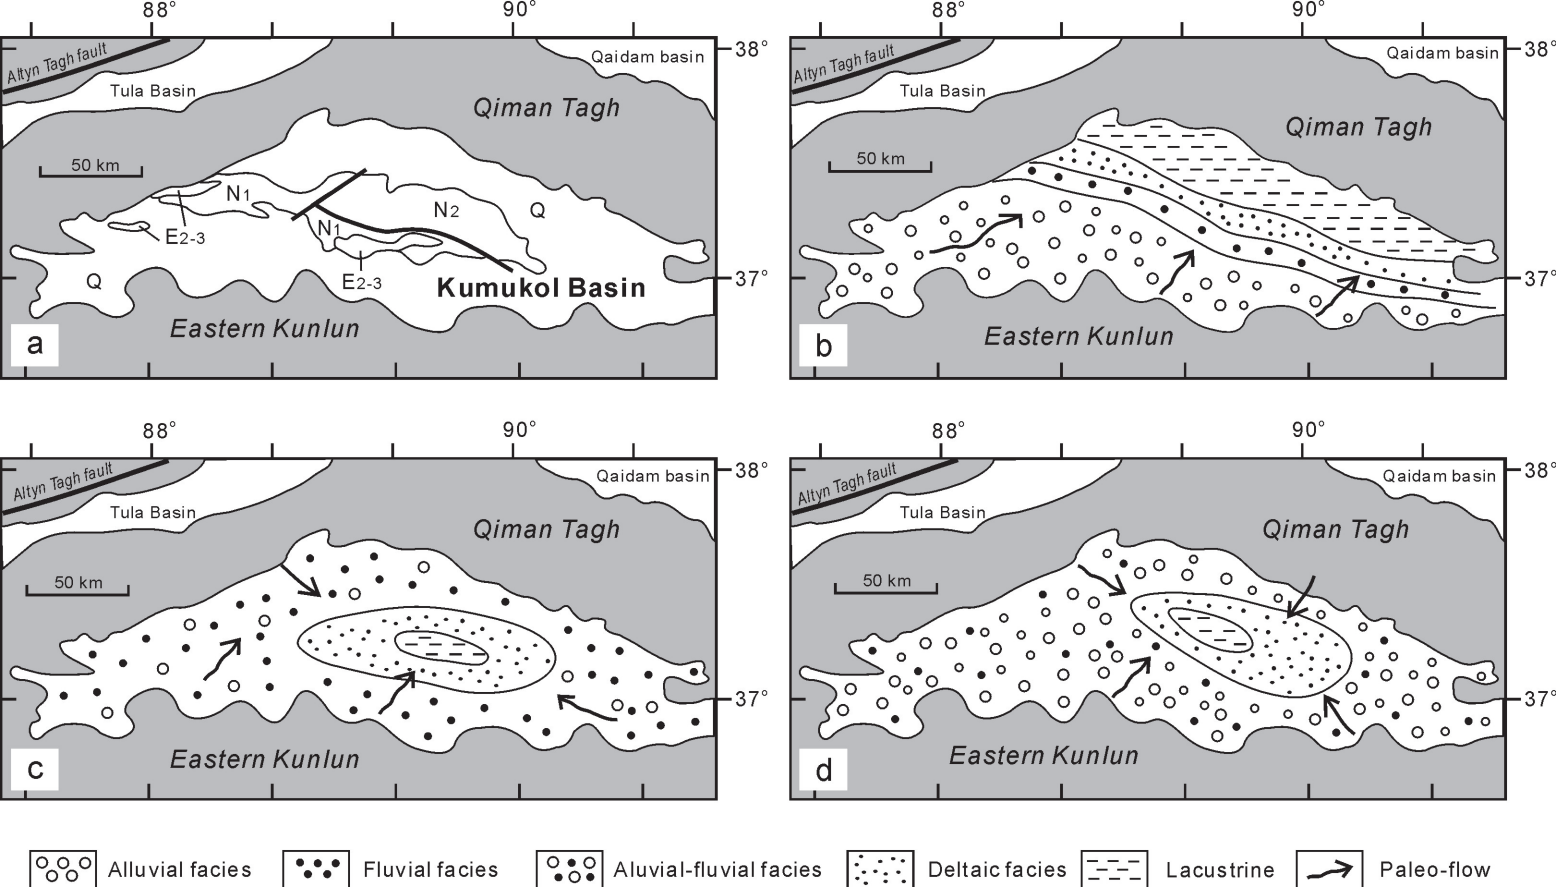 88° 90° 88° 90°
Altyn Tagh fault
Tula Basin
Qaidam basin
38°
Qiman Tagh
50 km
N1
N2
Q
N1
E2-3
E2-3
Q
37°
Kumukol Basin
Eastern Kunlun
a
Altyn Tagh fault
Tula Basin
Qaidam basin
38°
Qiman Tagh
50 km
37°
Eastern Kunlun
b
88° 90° 88° 90°
Altyn Tagh fault
Tula Basin
Qaidam basin
38°
Qiman Tagh
50 km
37°
Eastern Kunlun
c
Altyn Tagh fault
Tula Basin
Qaidam basin
38°
Qiman Tagh
50 km
37°
Eastern Kunlun
d
Alluvial facies Fluvial facies Aluvial-fluvial facies Deltaic facies Lacustrine Paleo-flow